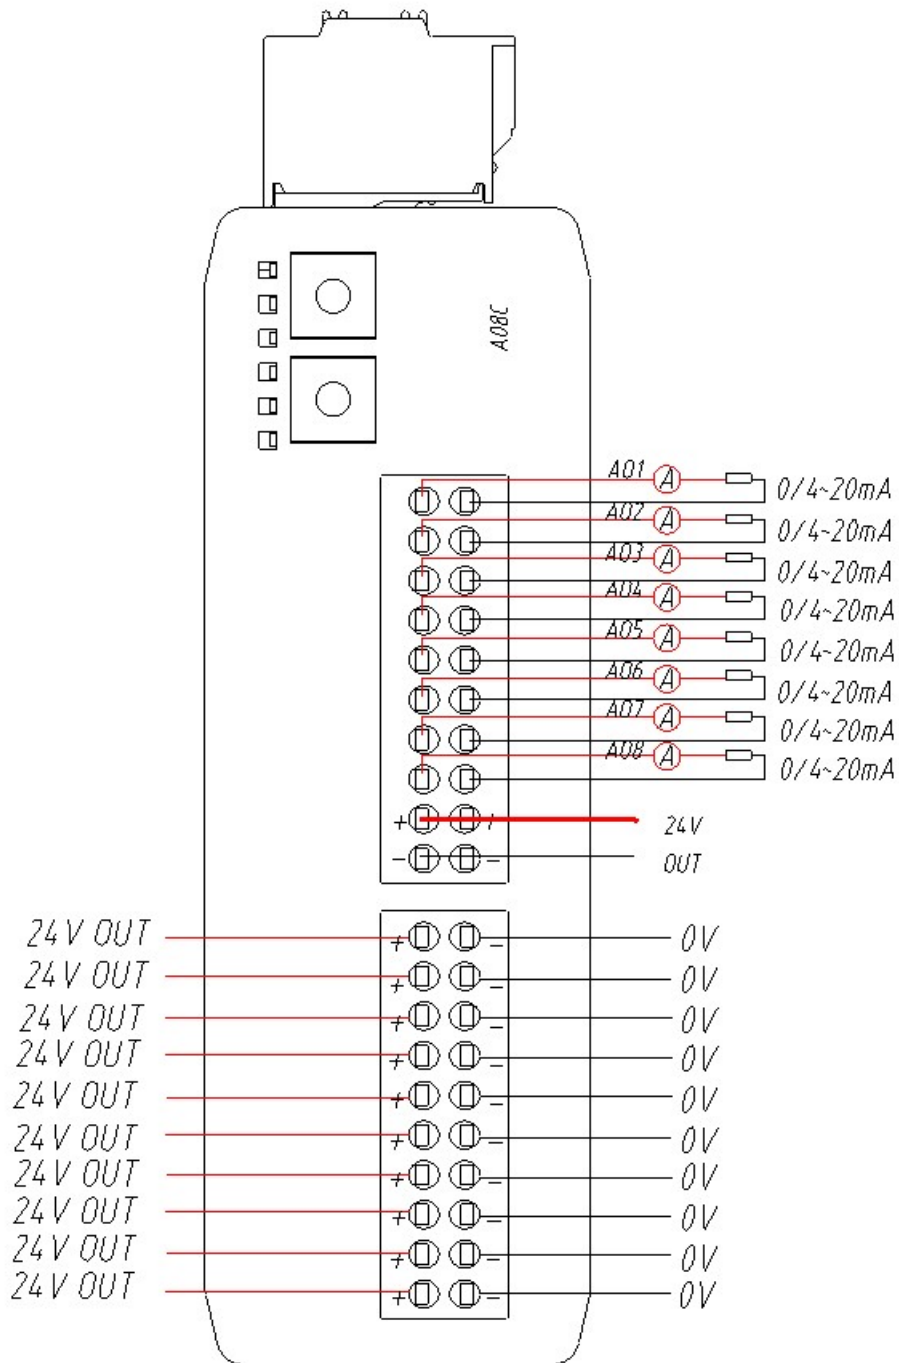 A08C
A01 A 0/4~20mA
A02 A 0/4~20mA
A03 A 0/4~20mA
A04 A 0/4~20mA
A05 A 0/4~20mA
A06 A 0/4~20mA
A07 A 0/4~20mA
A08 A 0/4~20mA
+ + 24V
- - OUT
24V OUT + - 0V
24V OUT + - 0V
24V OUT + - 0V
24V OUT + - 0V
24V OUT + - 0V
24V OUT + - 0V
24V OUT + - 0V
24V OUT + - 0V
24V OUT + - 0V
24V OUT + - 0V